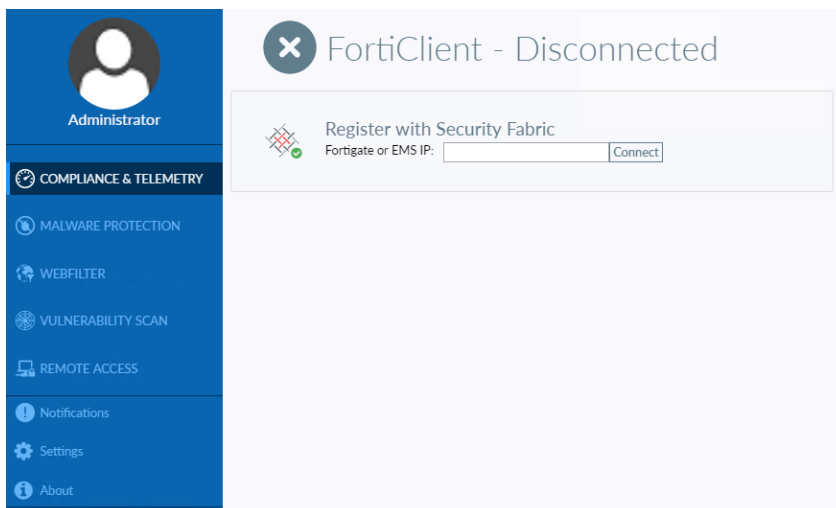 Administrator
COMPLIANCE & TELEMETRY
MALWARE PROTECTION
WEBFILTER
VULNERABILITY SCAN
REMOTE ACCESS
Notifications
Settings
About
FortiClient - Disconnected
Register with Security Fabric
Fortigate or EMS IP: Connect